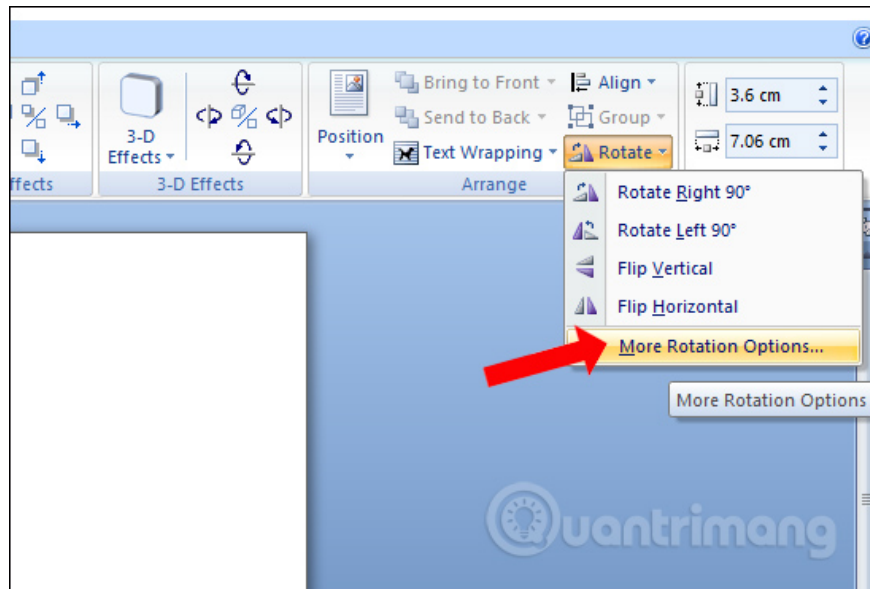 Bring to Front
Align
3.6 cm
Send to Back
Group
3-D
Effects
Position
7.06 cm
Text Wrapping
Rotate
ffects
3-D Effects
Arrange
Rotate Right 90°
Rotate Left 90°
Flip Vertical
Flip Horizontal
More Rotation Options...
More Rotation Options
Quantrimang